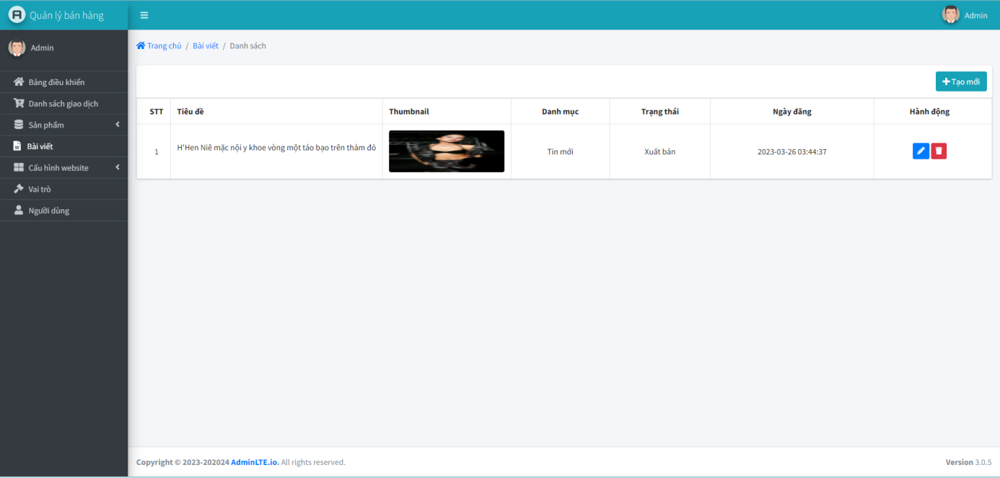 Quản lý bán hàng
Admin
Admin
Trang chủ / Bài viết / Danh sách
Bảng điều khiển
Danh sách giao dịch
Sản phẩm
Bài viết
Cấu hình website
Vai trò
Người dùng
Tạo mới
STT Tiêu đề Thumbnail Danh mục Trạng thái Ngày đăng Hành động
1 H'Hen Niê mặc nội y khoe vòng một táo bạo trên thảm đỏ Tin mới Xuất bản 2023-03-26 03:44:37
Copyright © 2023-202024 AdminLTE.io. All rights reserved. Version 3.0.5